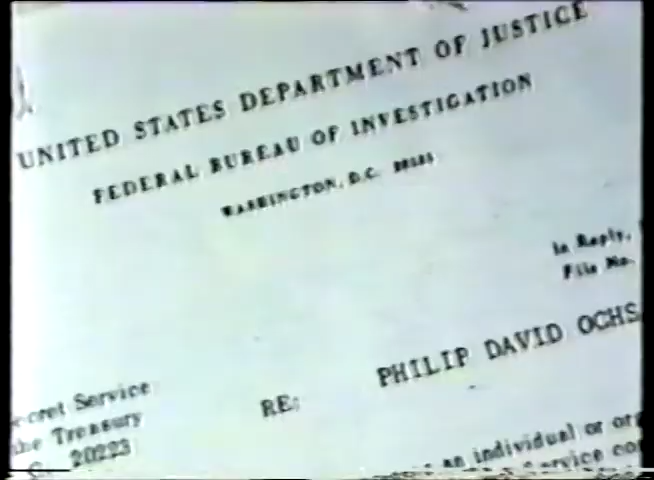 UNITED STATES DEPARTMENT OF JUSTICE
FEDERAL BUREAU OF INVESTIGATION
WASHINGTON, D.C.
In Reply,
File No.
PHILIP DAVID OCHS
RE:
Service
the Treasury
20223
an individual or
Service